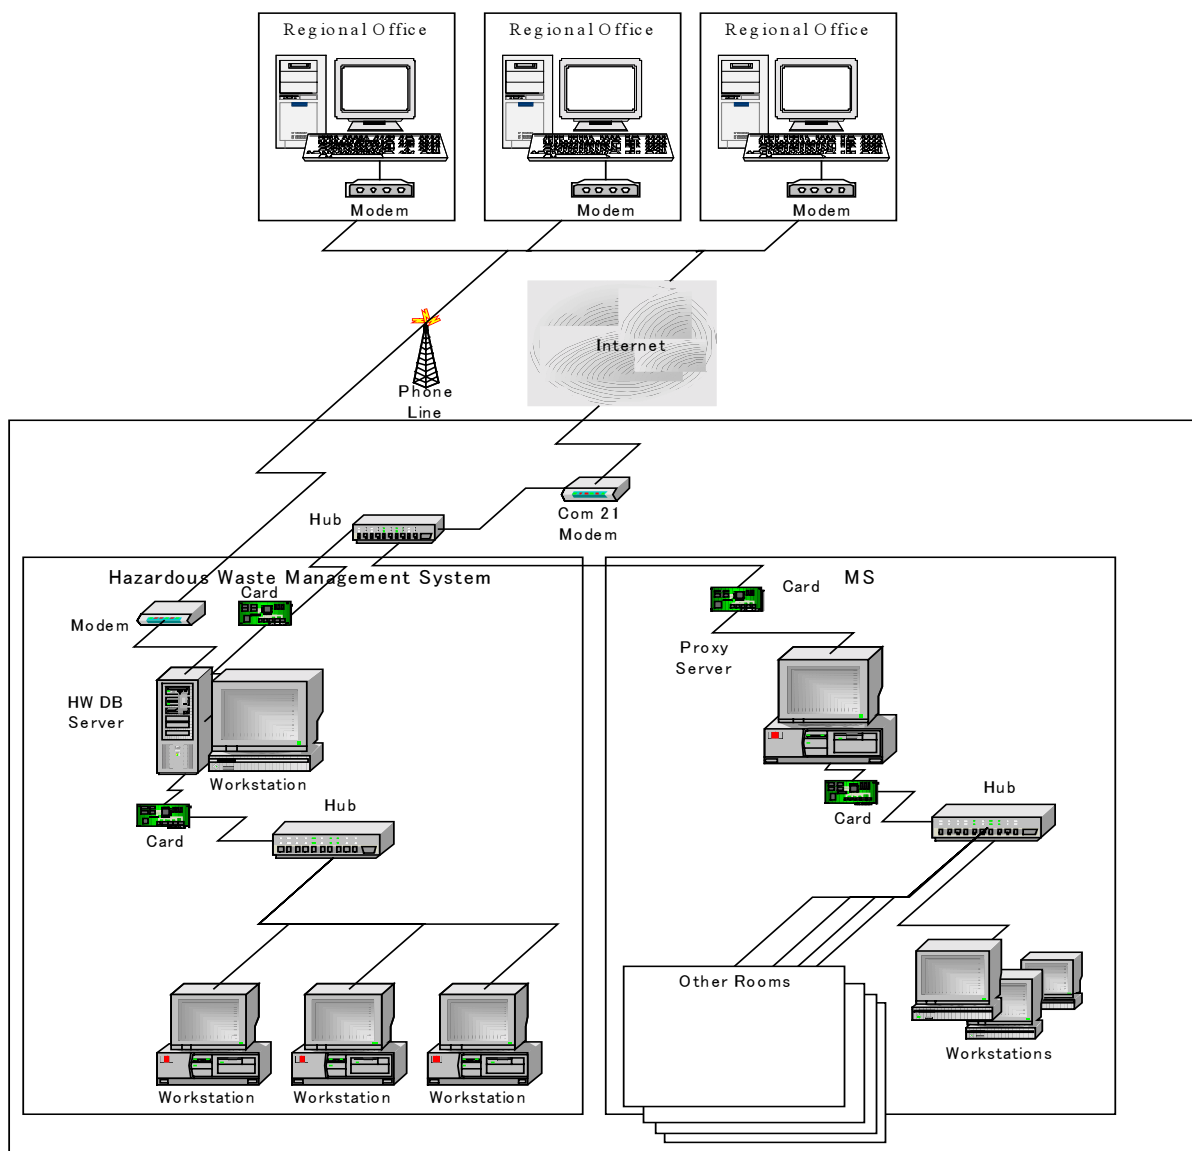 Regional Office
Regional Office
Regional Office
Modem
Modem
Modem
Internet
Phone
Line
Com 21
Modem
Hub
Hazardous Waste Management System
MS
Card
Card
Modem
Proxy
Server
HW DB
Server
Workstation
Hub
Hub
Card
Card
Other Rooms
Workstations
Workstation
Workstation
Workstation